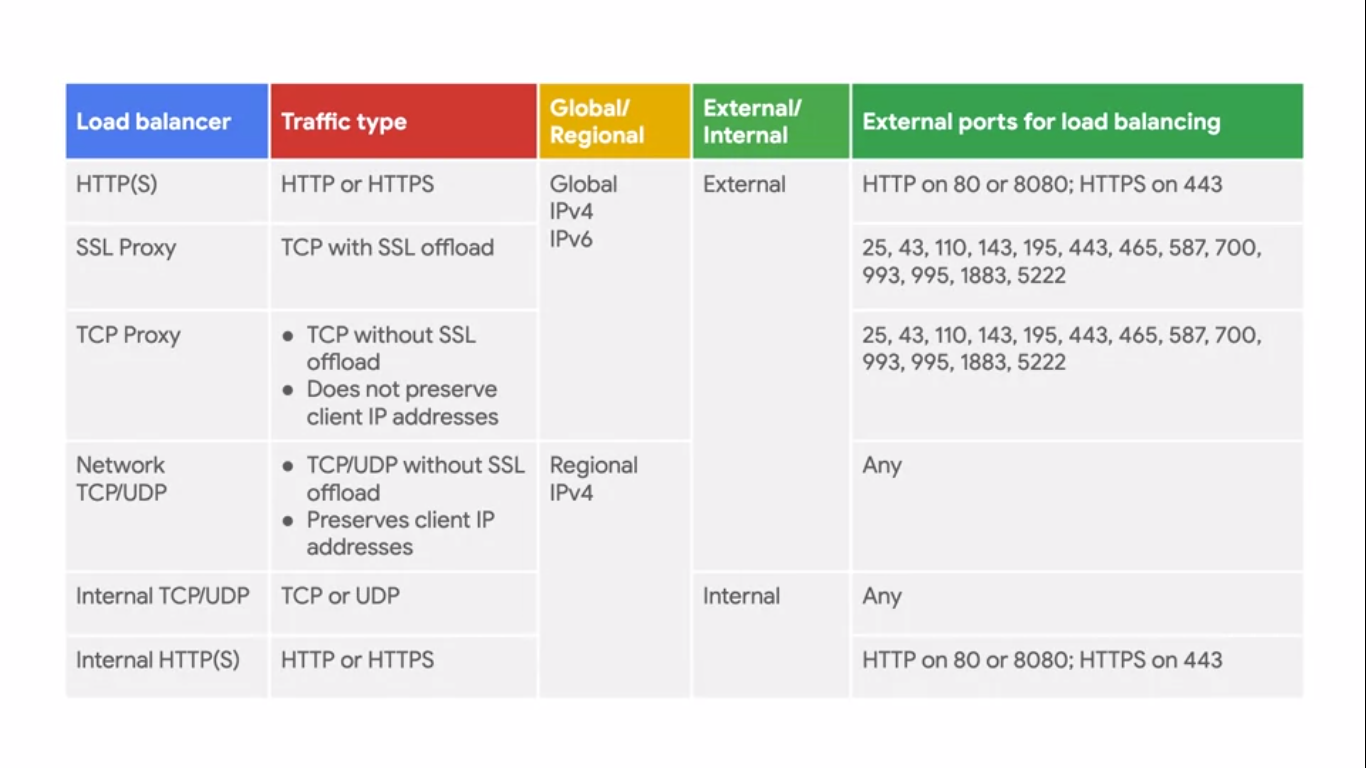 Load balancer
Traffic type
Global/
Regional
External/
Internal
External ports for load balancing
HTTP(S)
HTTP or HTTPS
Global
IPv4
IPv6
External
HTTP on 80 or 8080; HTTPS on 443
SSL Proxy
TCP with SSL offload
25, 43, 110, 143, 195, 443, 465, 587, 700,
993, 995, 1883, 5222
TCP Proxy
● TCP without SSL
offload
● Does not preserve
client IP addresses
25, 43, 110, 143, 195, 443, 465, 587, 700,
993, 995, 1883, 5222
Network
TCP/UDP
● TCP/UDP without SSL
offload
● Preserves client IP
addresses
Regional
IPv4
Any
Internal TCP/UDP
TCP or UDP
Internal
Any
Internal HTTP(S)
HTTP or HTTPS
HTTP on 80 or 8080; HTTPS on 443